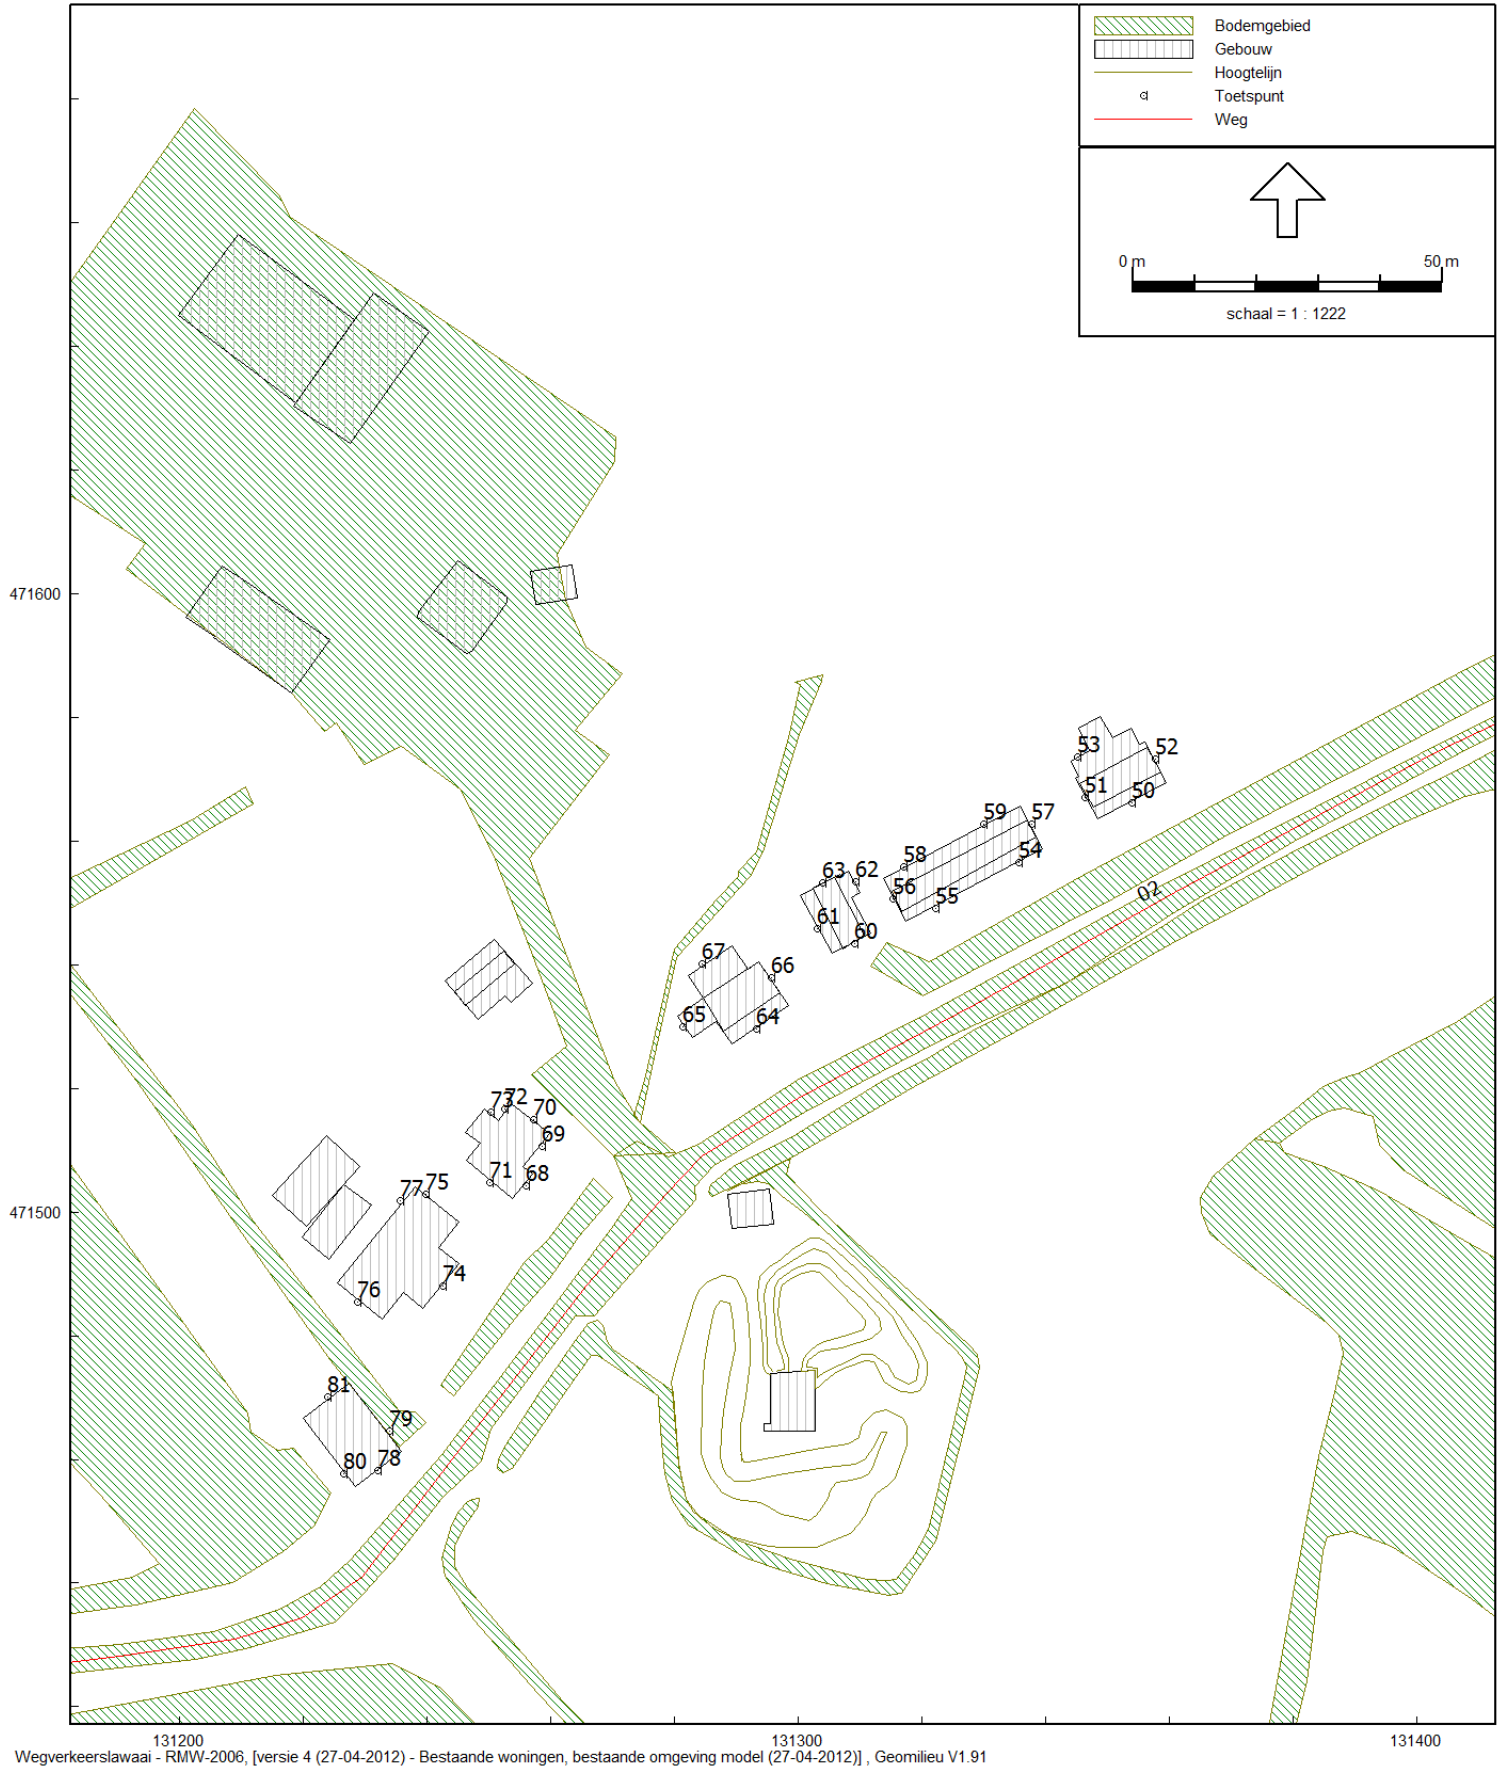 Bodemgebied
Gebouw
Hoogtelijn
Toetspunt
Weg
0 m 50 m
schaal = 1 : 1222
471600
53 52
51 50
59 57
58 54
56 55
63 62
61 60
02
67 66
65 64
73 72 70
69
71 68
77 75
471500
76 74
81
79
80 78
131200 131300 131400
Wegverkeerslawaai - RMW-2006, [versie 4 (27-04-2012) - Bestaande woningen, bestaande omgeving model (27-04-2012)] , Geomilieu V1.91